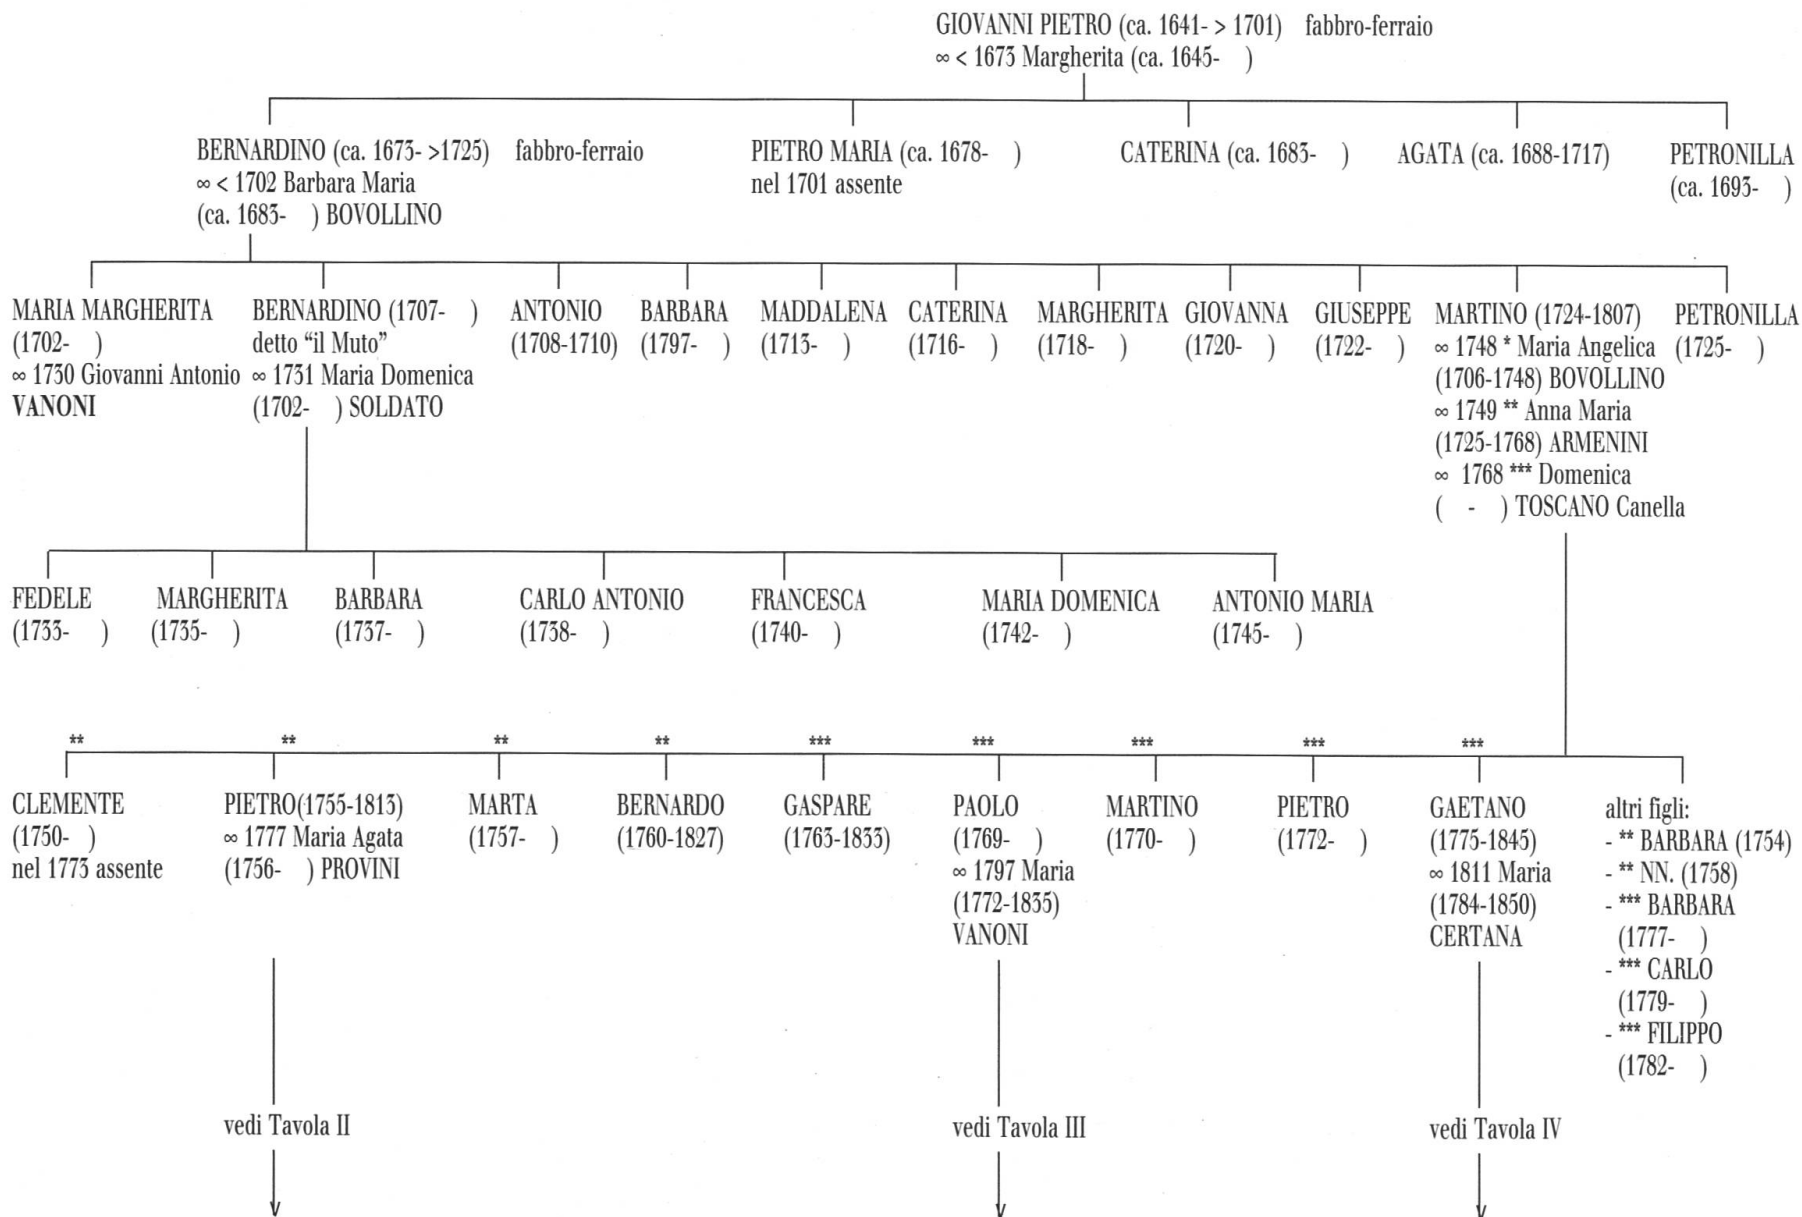 GIOVANNI PIETRO (ca. 1641- > 1701) fabbro-ferraio
∞ < 1673 Margherita (ca. 1645- )
BERNARDINO (ca. 1673- >1725) fabbro-ferraio
∞ < 1702 Barbara Maria
(ca. 1683- ) BOVOLLINO
PIETRO MARIA (ca. 1678- )
nel 1701 assente
CATERINA (ca. 1683- )
AGATA (ca. 1688-1717)
PETRONILLA
(ca. 1693- )
MARIA MARGHERITA
(1702- )
∞ 1730 Giovanni Antonio
VANONI
BERNARDINO (1707- )
detto “il Muto”
∞ 1731 Maria Domenica
(1702- ) SOLDATO
ANTONIO
(1708-1710)
BARBARA
(1797- )
MADDALENA
(1713- )
CATERINA
(1716- )
MARGHERITA
(1718- )
GIOVANNA
(1720- )
GIUSEPPE
(1722- )
MARTINO (1724-1807)
∞ 1748 * Maria Angelica
(1706-1748) BOVOLLINO
∞ 1749 ** Anna Maria
(1725-1768) ARMENINI
∞ 1768 *** Domenica
( - ) TOSCANO Canella
PETRONILLA
(1725- )
FEDELE
(1733- )
MARGHERITA
(1735- )
BARBARA
(1737- )
CARLO ANTONIO
(1738- )
FRANCESCA
(1740- )
MARIA DOMENICA
(1742- )
ANTONIO MARIA
(1745- )
**
CLEMENTE
(1750- )
nel 1773 assente
**
PIETRO(1755-1813)
∞ 1777 Maria Agata
(1756- ) PROVINI
**
MARTA
(1757- )
**
BERNARDO
(1760-1827)
***
GASPARE
(1763-1833)
***
PAOLO
(1769- )
∞ 1797 Maria
(1772-1835)
VANONI
***
MARTINO
(1770- )
***
PIETRO
(1772- )
***
GAETANO
(1775-1845)
∞ 1811 Maria
(1784-1850)
CERTANA
altri figli:
- ** BARBARA (1754)
- ** NN. (1758)
- *** BARBARA
(1777- )
- *** CARLO
(1779- )
- *** FILIPPO
(1782- )
vedi Tavola II
vedi Tavola III
vedi Tavola IV